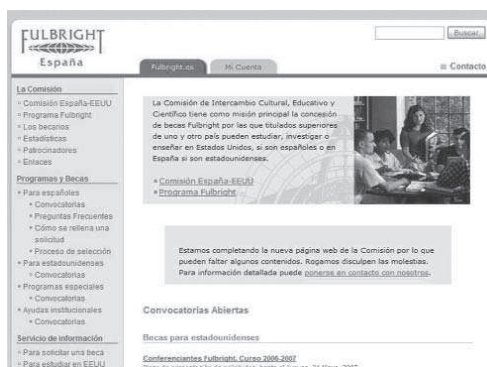 FULBRIGHT
España
Buscar
Fulbright.es
Mi Cuenta
Contacto
La Comisión
Comisión España-EEUU
Programa Fulbright
Los becarios
Estadísticas
Patrocinadores
Enlaces
Programas y Becas
Para españoles
Convocatorias
Preguntas Frecuentes
Cómo se rellena una
solicitud
Proceso de selección
Para estadounidenses
Convocatorias
Programas especiales
Convocatorias
Ayudas institucionales
Convocatorias
Servicio de información
Para solicitar una beca
Para estudiar en EEUU
La Comisión de Intercambio Cultural, Educativo y
Científico tiene como misión principal la concesión
de becas Fulbright por las que titulados superiores
de uno y otro país pueden estudiar, investigar o
enseñar en Estados Unidos, si son españoles o en
España si son estadounidenses.
Comisión España-EEUU
Programa Fulbright
Estamos completando la nueva página web de la Comisión por lo que
pueden faltar algunos contenidos. Rogamos disculpen las molestias.
Para información detallada puede ponerse en contacto con nosotros.
Convocatorias Abiertas
Becas para estadounidenses
Conferenciantes Fulbright. Curso 2006-2007